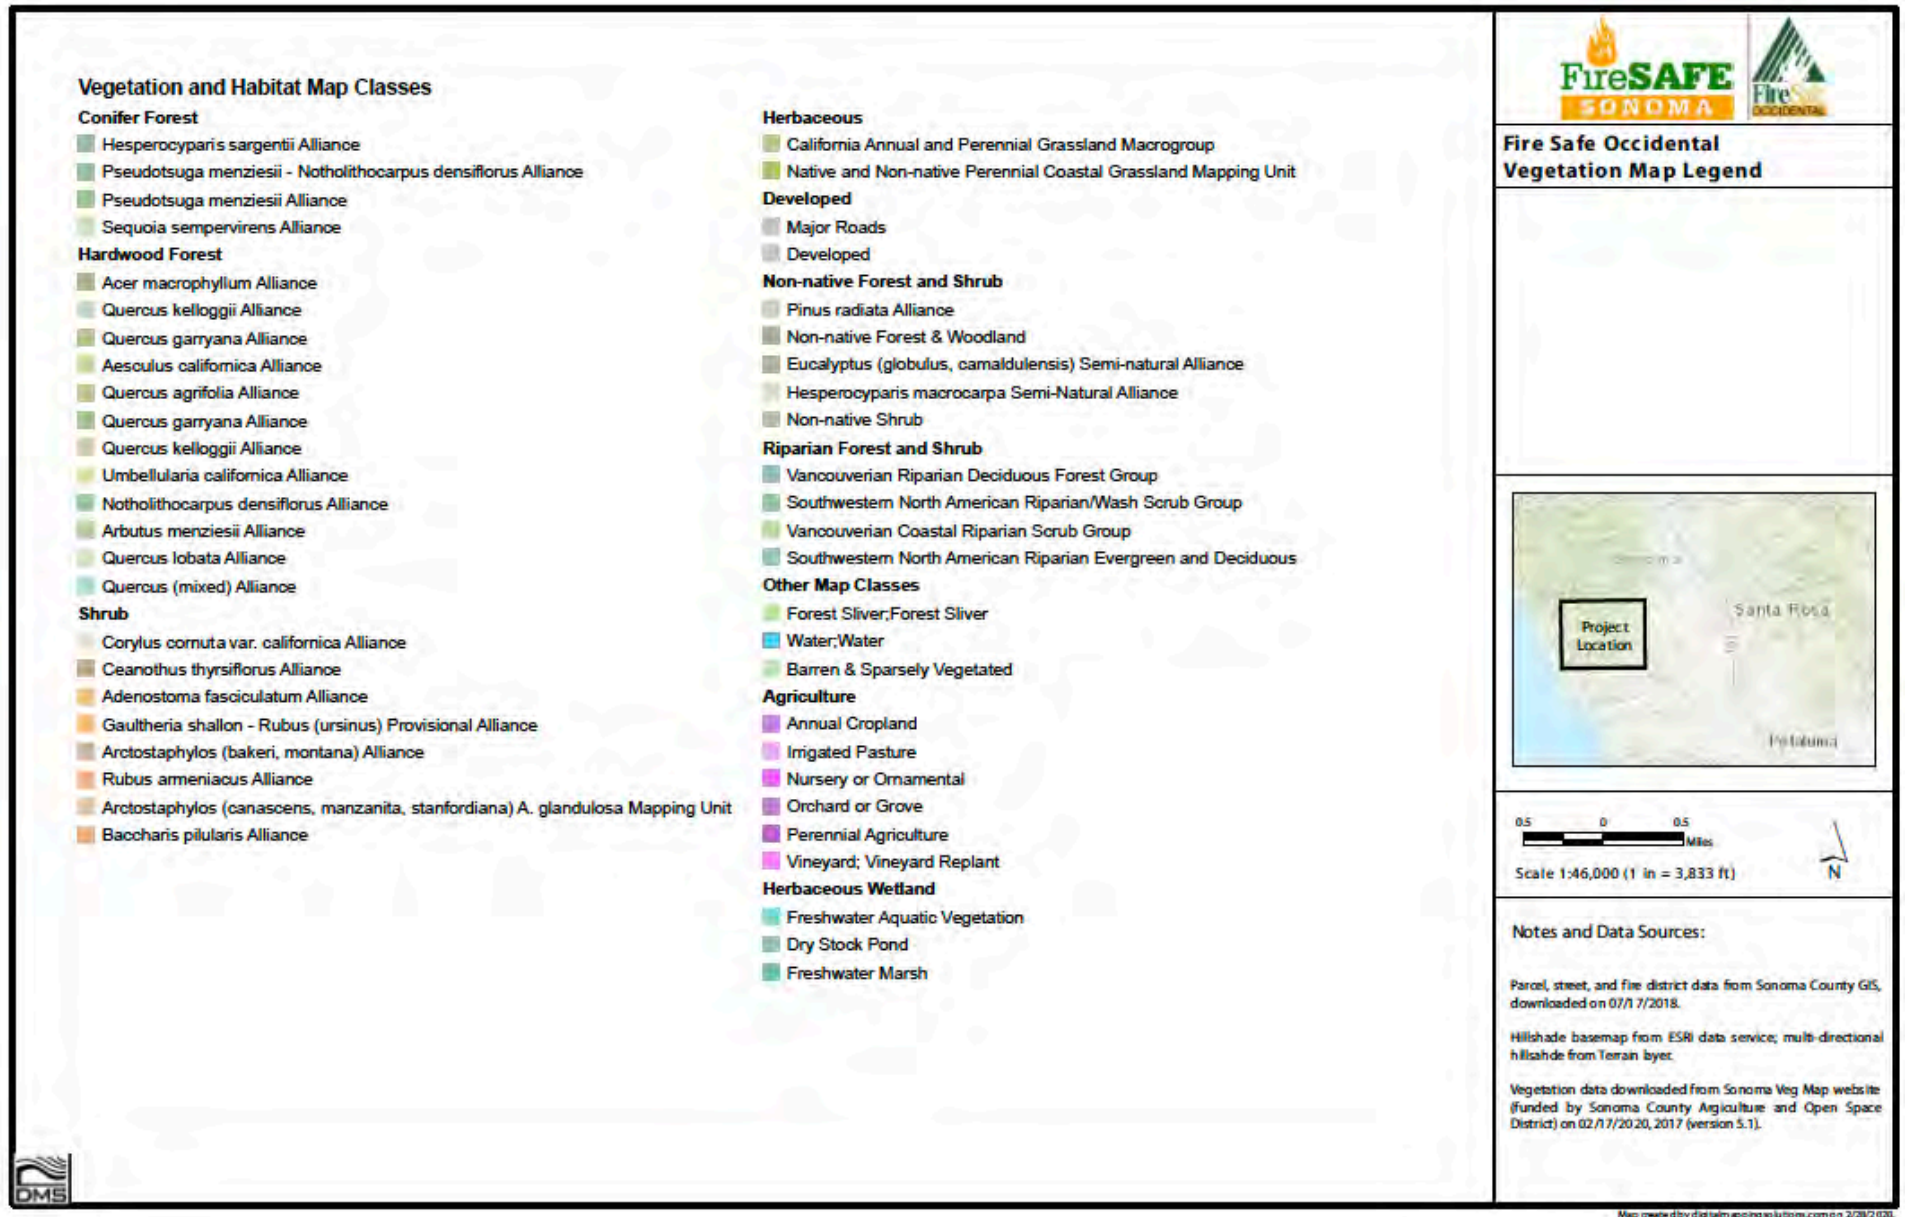 Vegetation and Habitat Map Classes
Conifer Forest
Hesperocyparis sargentii Alliance
Pseudotsuga menziesii - Notholithocarpus densiflorus Alliance
Pseudotsuga menziesii Alliance
Sequoia sempervirens Alliance
Hardwood Forest
Acer macrophyllum Alliance
Quercus kelloggii Alliance
Quercus garryana Alliance
Aesculus californica Alliance
Quercus agrifolia Alliance
Quercus garryana Alliance
Quercus kelloggii Alliance
Umbellularia californica Alliance
Notholithocarpus densiflorus Alliance
Arbutus menziesii Alliance
Quercus lobata Alliance
Quercus (mixed) Alliance
Shrub
Corylus cornuta var. californica Alliance
Ceanothus thyrsiflorus Alliance
Adenostoma fasciculatum Alliance
Gaultheria shallon - Rubus (ursinus) Provisional Alliance
Arctostaphylos (bakeri, montana) Alliance
Rubus armeniacus Alliance
Arctostaphylos (canascens, manzanita, stanfordiana) A. glandulosa Mapping Unit
Baccharis pilularis Alliance
Herbaceous
California Annual and Perennial Grassland Macrogroup
Native and Non-native Perennial Coastal Grassland Mapping Unit
Developed
Major Roads
Developed
Non-native Forest and Shrub
Pinus radiata Alliance
Non-native Forest & Woodland
Eucalyptus (globulus, camaldulensis) Semi-natural Alliance
Hesperocyparis macrocarpa Semi-Natural Alliance
Non-native Shrub
Riparian Forest and Shrub
Vancouverian Riparian Deciduous Forest Group
Southwestern North American Riparian/Wash Scrub Group
Vancouverian Coastal Riparian Scrub Group
Southwestern North American Riparian Evergreen and Deciduous
Other Map Classes
Forest Sliver;Forest Sliver
Water;Water
Barren & Sparsely Vegetated
Agriculture
Annual Cropland
Irrigated Pasture
Nursery or Ornamental
Orchard or Grove
Perennial Agriculture
Vineyard; Vineyard Replant
Herbaceous Wetland
Freshwater Aquatic Vegetation
Dry Stock Pond
Freshwater Marsh
DMS
FireSAFE
SONOMA
FireSafe
OCCIDENTAL
Fire Safe Occidental
Vegetation Map Legend
Santa Rosa
Project
Location
Petaluma
0.5 0 0.5
Miles
Scale 1:46,000 (1 in = 3,833 ft)
N
Notes and Data Sources:
Parcel, street, and fire district data from Sonoma County GIS,
downloaded on 07/17/2018.
Hillshade basemap from ESRI data service; multi-directional
hillsahde from Terrain layer.
Vegetation data downloaded from Sonoma Veg Map website
(funded by Sonoma County Argiculture and Open Space
District) on 02/17/2020, 2017 (version 5.1).
Map created by digitalmappingsolutions.com on 2/28/2020.